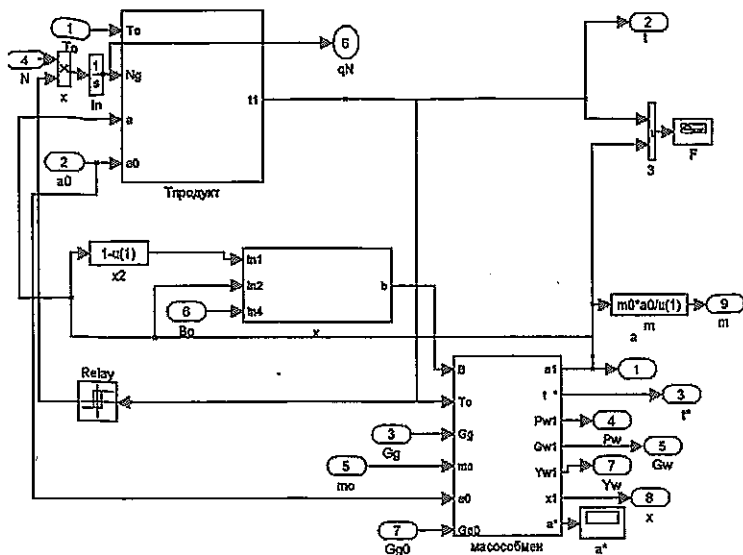 1
To
To
2
t
4
N
x
1
s
In
Ng
6
qN
t1
a
3
F
2
a0
a0
Тпродукт
1-u(1)
x2
In1
In2
In4
b
6
Bo
x
m0*a0/u(1)
m
9
m
a
Relay
B
a1
1
To
t *
3
t*
3
Gg
Gg
Pw1
4
Pw
Gw1
5
Gw
5
mo
mo
Yw1
7
Yw
a0
x1
8
x
7
Gg0
Gg0
a*
a*
масообмен